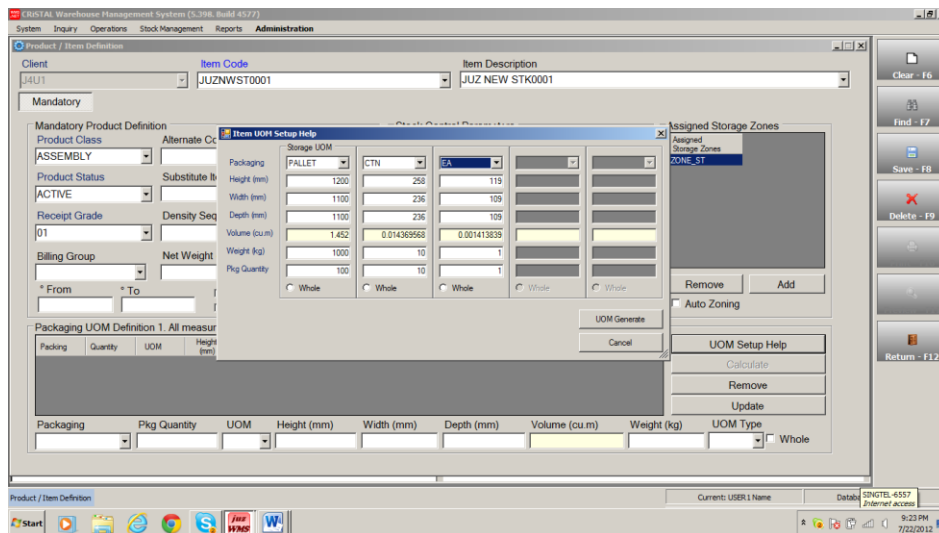 CRiSTAL Warehouse Management System (5.398, Build 4577)
System Inquiry Operations Stock Management Reports Administration
Product / Item Definition
Client Item Code Item Description
J4U1 JUZNWST0001 JUZ NEW STK0001
Mandatory
Mandatory Product Definition
Assigned Storage Zones
Product Class Alternate Co
ASSEMBLY
Product Status Substitute It
ACTIVE
Receipt Grade Density Seq
01
Billing Group Net Weight
* From * To
Assigned
Storage Zones
ZONE_ST
Remove Add
Auto Zoning
Item UOM Setup Help
Storage UOM
Packaging PALLET CTN EA
Height (mm) 1200 258 119
Width (mm) 1100 236 109
Depth (mm) 1100 236 109
Volume (cu.m) 1.452 0.014369568 0.001413839
Weight (kg) 1000 10 1
Pkg Quantity 100 10 1
Whole Whole Whole Whole Whole
UOM Generate
Cancel
Packaging UOM Definition 1. All measur
Packing Quantity UOM Height
(mm)
UOM Setup Help
Calculate
Remove
Update
Packaging Pkg Quantity UOM Height (mm) Width (mm) Depth (mm) Volume (cu.m) Weight (kg) UOM Type
Whole
Clear - F6
Find - F7
Save - F8
Delete - F9
Return - F12
Product / Item Definition Current: USER1 Name Databa
SINGTEL-6557
Internet access
Start juz
WMS
9:23 PM
7/22/2012